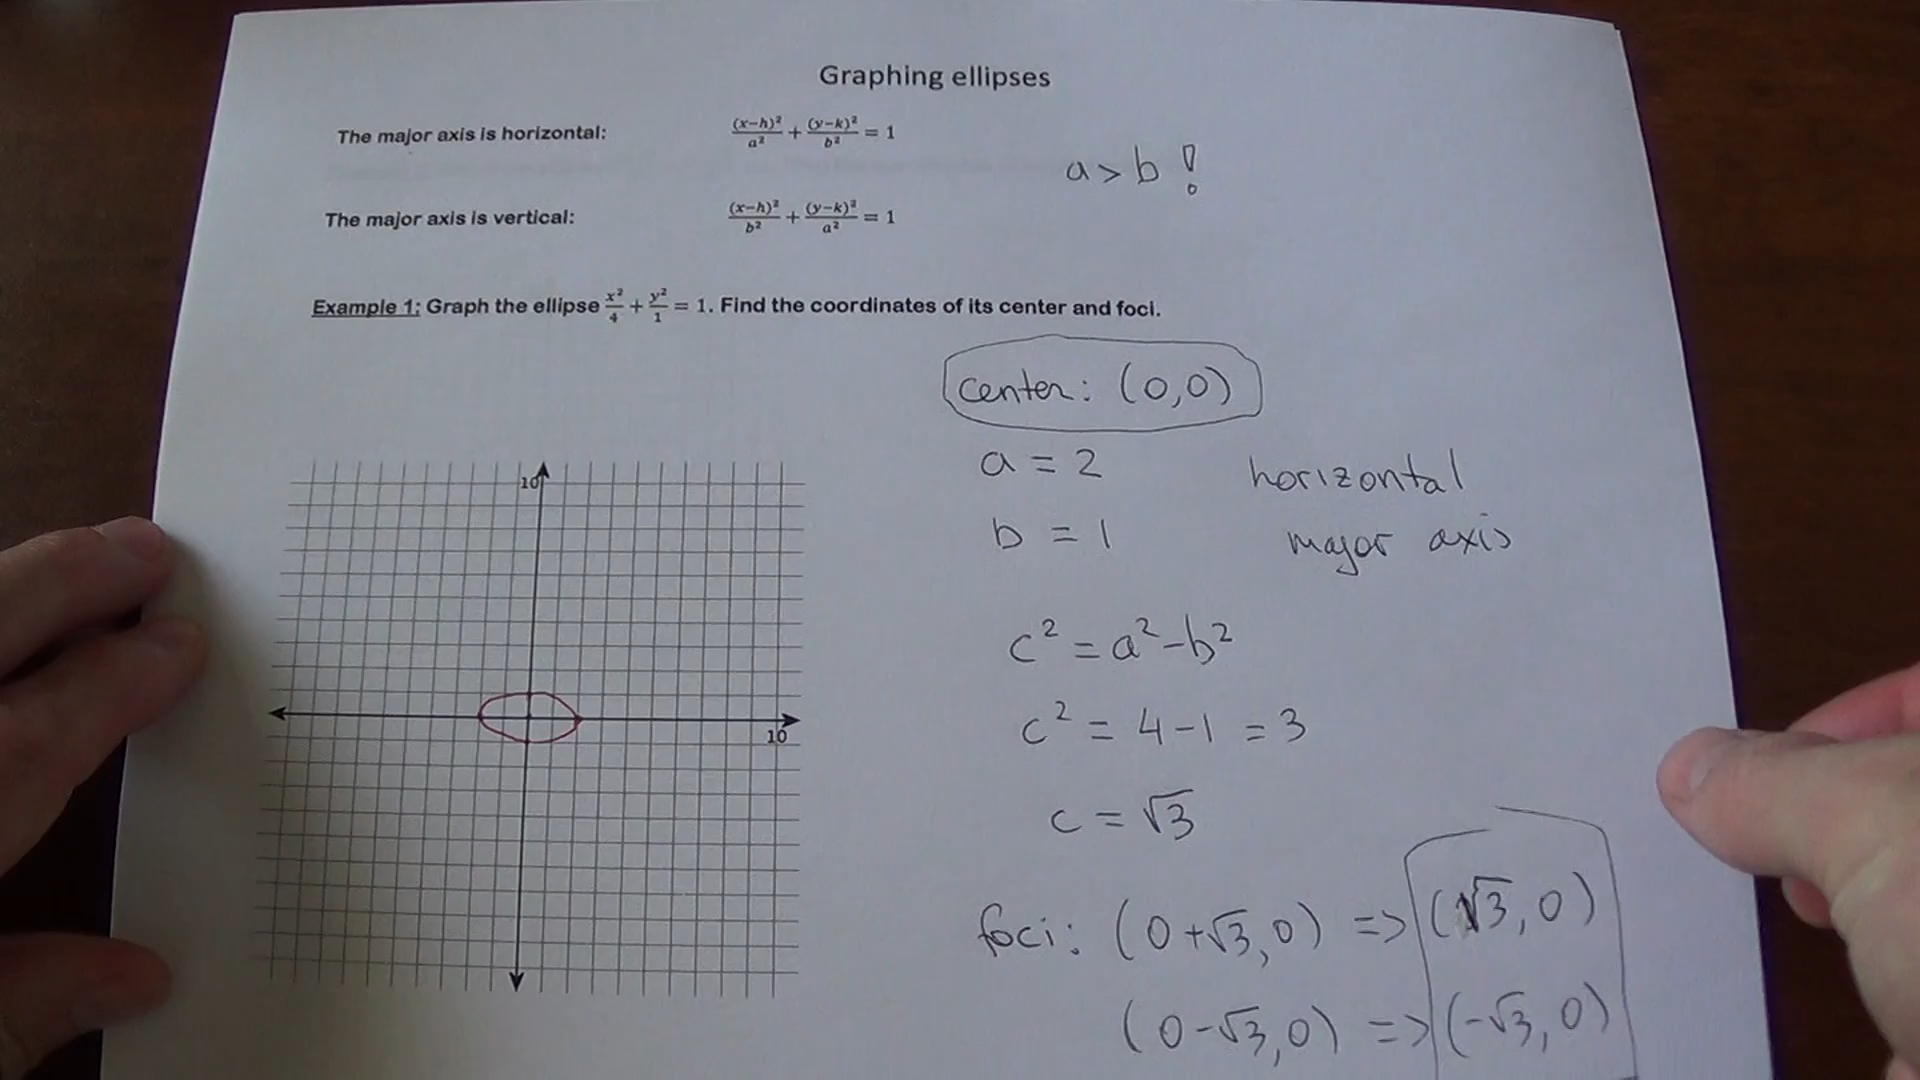 Graphing ellipses
The major axis is horizontal: (x−h)²/a² + (y−k)²/b² = 1
a > b !
The major axis is vertical: (x−h)²/b² + (y−k)²/a² = 1
Example 1: Graph the ellipse x²/4 + y²/1 = 1. Find the coordinates of its center and foci.
center: (0,0)
a = 2 horizontal
b = 1 major axis
c² = a² − b²
c² = 4 − 1 = 3
c = √3
foci: (0+√3, 0) => (√3, 0)
(0−√3, 0) => (−√3, 0)
10
10